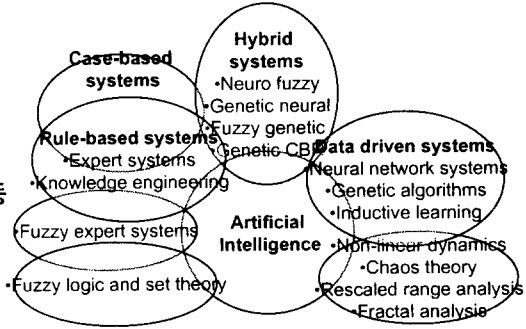 Hybrid
systems
•Neuro fuzzy
•Genetic neural
•Fuzzy genetic
•Genetic CBR
Case-based
systems
Rule-based systems
•Expert systems
•Knowledge engineering
•Fuzzy expert systems
•Fuzzy logic and set theory
Artificial
Intelligence
Data driven systems
•Neural network systems
•Genetic algorithms
•Inductive learning
•Non-linear dynamics
•Chaos theory
•Rescaled range analysis
•Fractal analysis